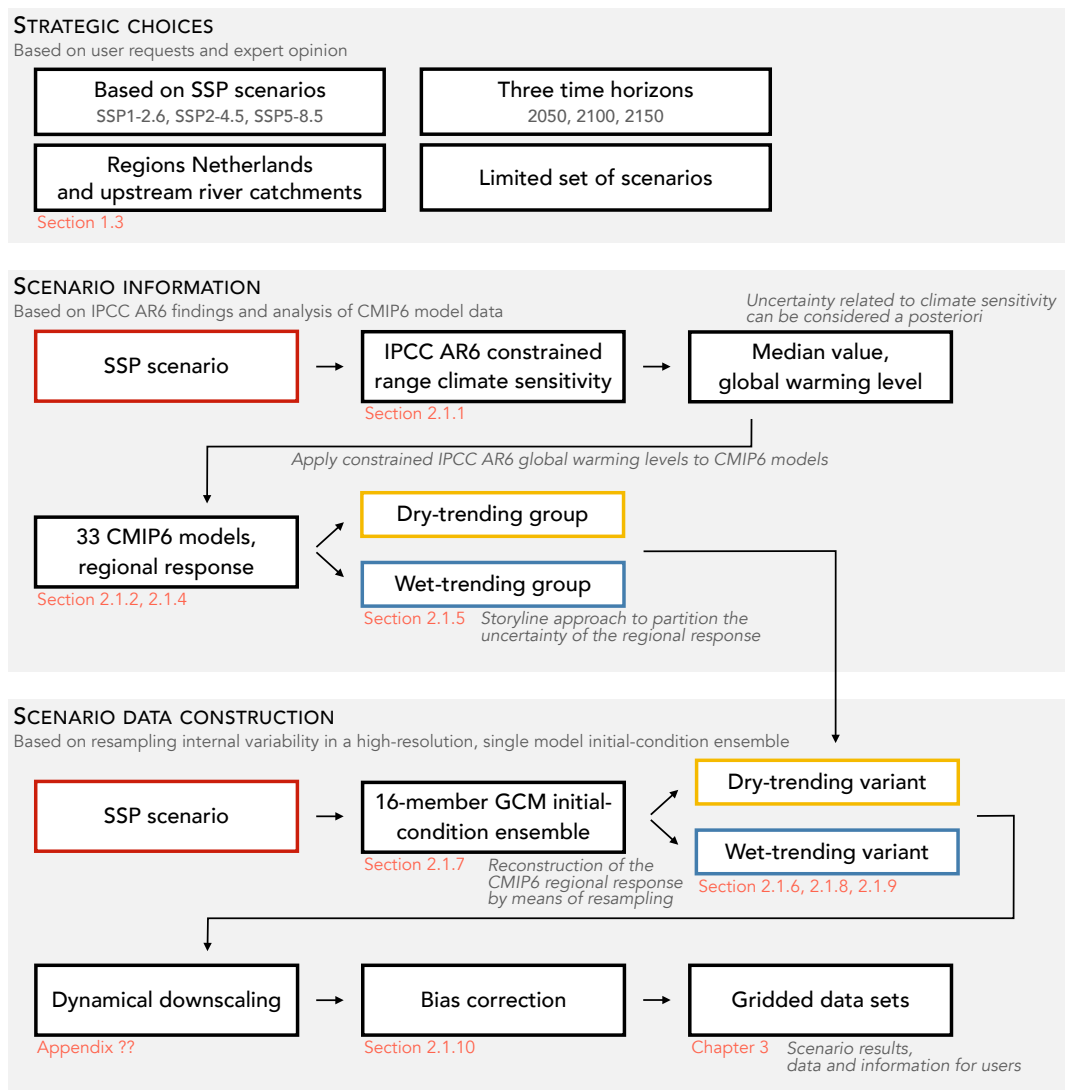 STRATEGIC CHOICES
Based on user requests and expert opinion
Based on SSP scenarios
SSP1-2.6, SSP2-4.5, SSP5-8.5
Three time horizons
2050, 2100, 2150
Regions Netherlands
and upstream river catchments
Limited set of scenarios
Section 1.3
SCENARIO INFORMATION
Based on IPCC AR6 findings and analysis of CMIP6 model data
Uncertainty related to climate sensitivity
can be considered a posteriori
SSP scenario
IPCC AR6 constrained
range climate sensitivity
Median value,
global warming level
Section 2.1.1
Apply constrained IPCC AR6 global warming levels to CMIP6 models
33 CMIP6 models,
regional response
Dry-trending group
Wet-trending group
Section 2.1.2, 2.1.4
Section 2.1.5
Storyline approach to partition the
uncertainty of the regional response
SCENARIO DATA CONSTRUCTION
Based on resampling internal variability in a high-resolution, single model initial-condition ensemble
SSP scenario
16-member GCM initial-
condition ensemble
Dry-trending variant
Wet-trending variant
Section 2.1.7
Reconstruction of the
CMIP6 regional response
by means of resampling
Section 2.1.6, 2.1.8, 2.1.9
Dynamical downscaling
Bias correction
Gridded data sets
Appendix ??
Section 2.1.10
Chapter 3
Scenario results,
data and information for users